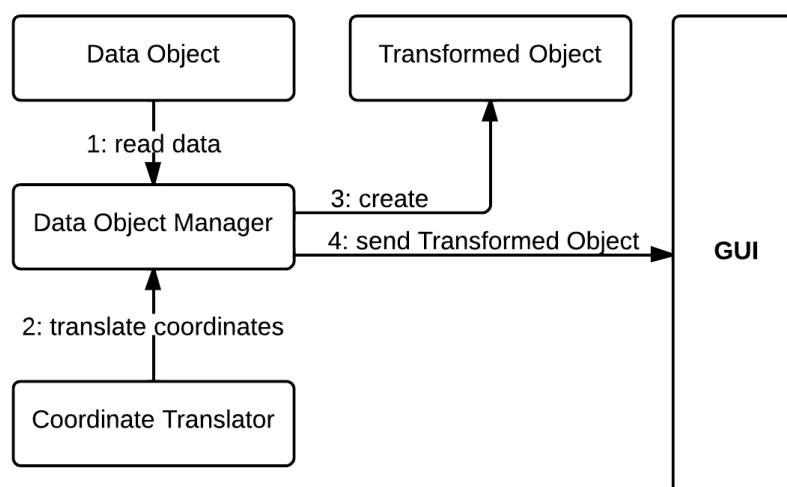 Data Object
Transformed Object
1: read data
Data Object Manager
3: create
4: send Transformed Object
GUI
2: translate coordinates
Coordinate Translator